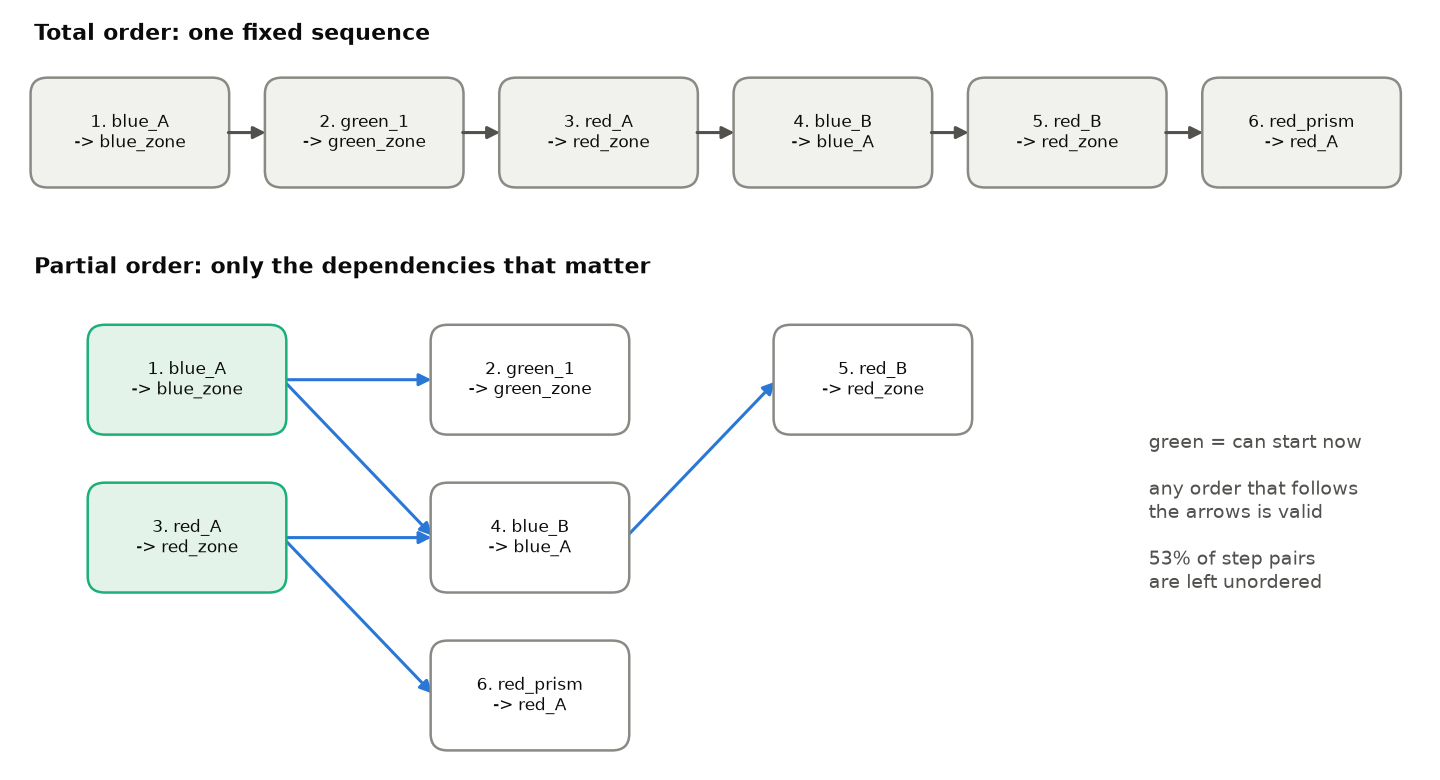 Total order: one fixed sequence
1. blue_A
-> blue_zone
2. green_1
-> green_zone
3. red_A
-> red_zone
4. blue_B
-> blue_A
5. red_B
-> red_zone
6. red_prism
-> red_A
Partial order: only the dependencies that matter
1. blue_A
-> blue_zone
2. green_1
-> green_zone
5. red_B
-> red_zone
3. red_A
-> red_zone
4. blue_B
-> blue_A
6. red_prism
-> red_A
green = can start now
any order that follows
the arrows is valid
53% of step pairs
are left unordered